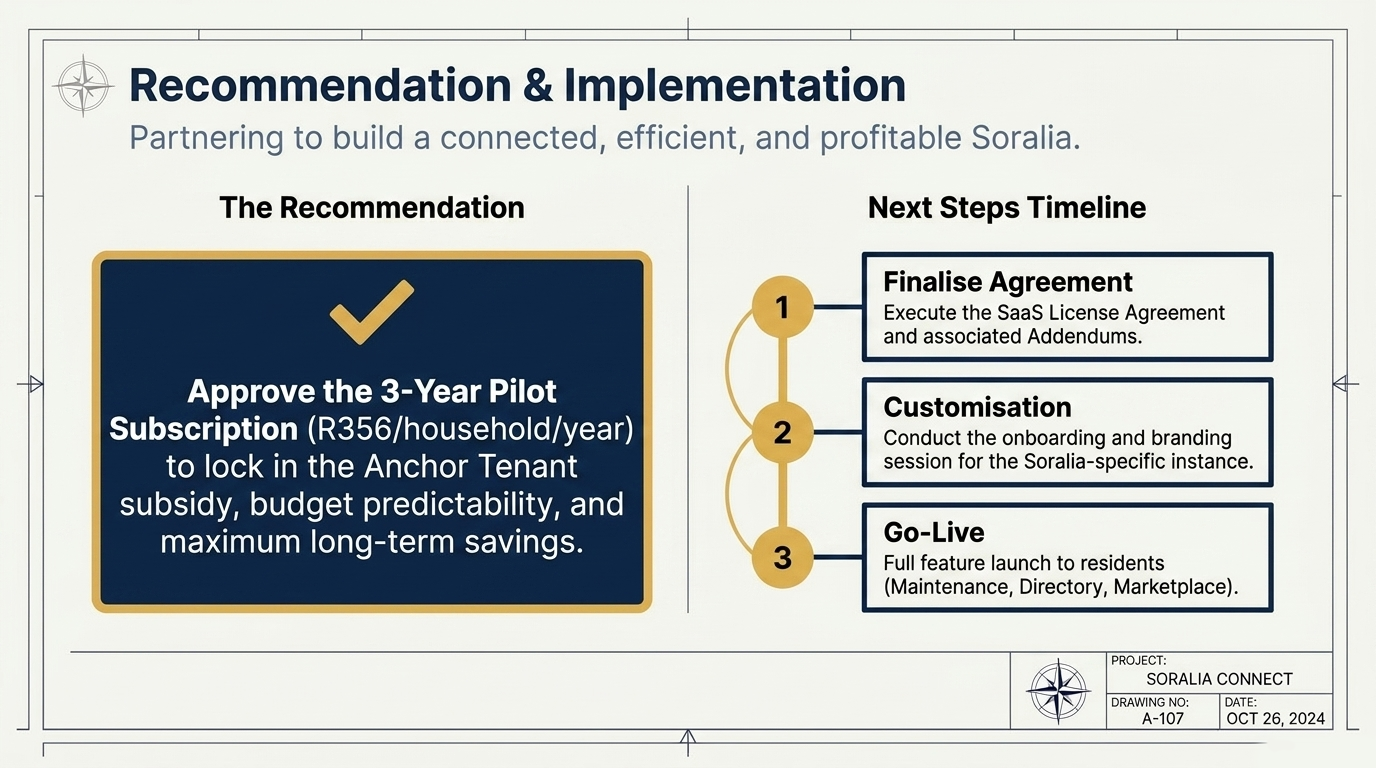 Recommendation & Implementation
Partnering to build a connected, efficient, and profitable Soralia.
The Recommendation
Approve the 3-Year Pilot
Subscription (R356/household/year)
to lock in the Anchor Tenant
subsidy, budget predictability, and
maximum long-term savings.
Next Steps Timeline
1
Finalise Agreement
Execute the SaaS License Agreement
and associated Addendums.
2
Customisation
Conduct the onboarding and branding
session for the Soralia-specific instance.
3
Go-Live
Full feature launch to residents
(Maintenance, Directory, Marketplace).
PROJECT:
SORALIA CONNECT
DRAWING NO:
A-107
DATE:
OCT 26, 2024